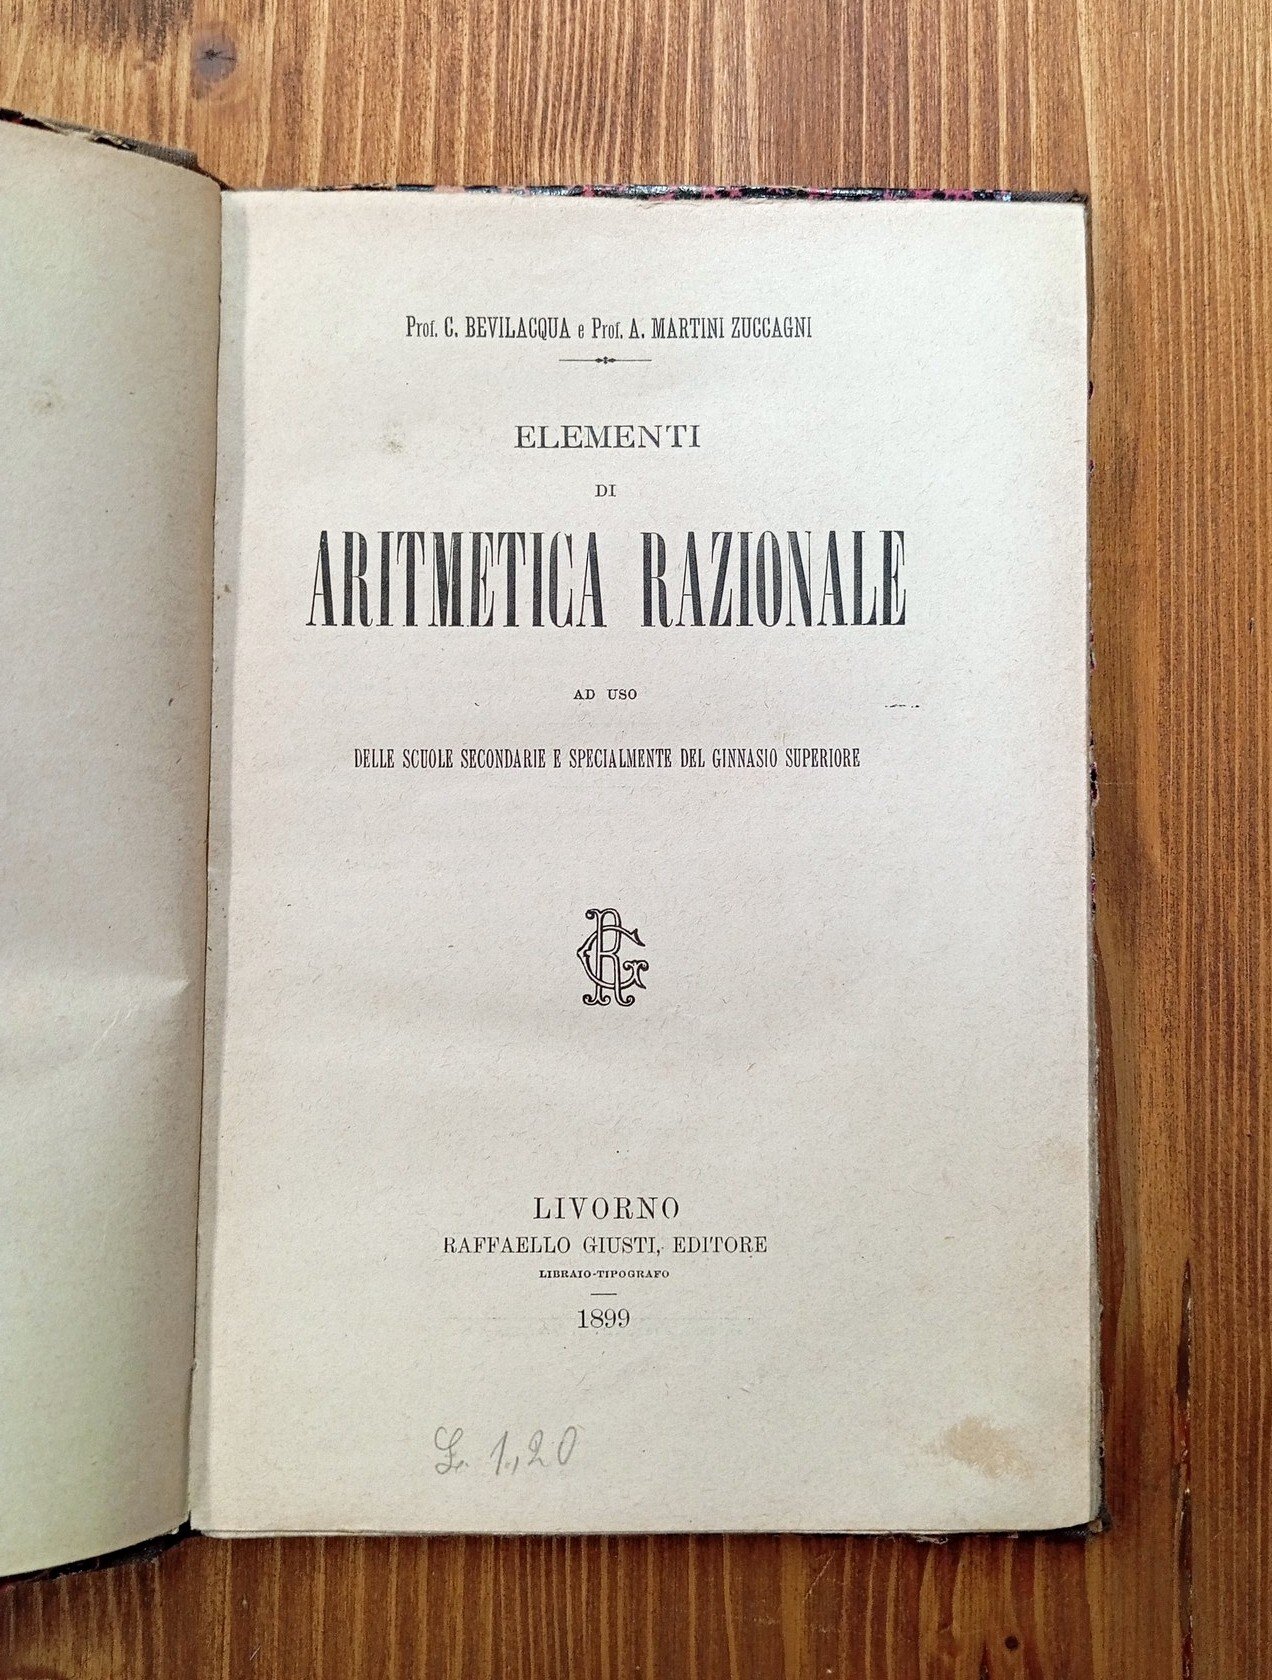 Prof. C. BEVILACQUA e Prof. A. MARTINI ZUCCAGNI
ELEMENTI
DI
ARITMETICA RAZIONALE
AD USO
DELLE SCUOLE SECONDARIE E SPECIALMENTE DEL GINNASIO SUPERIORE
RG
LIVORNO
RAFFAELLO GIUSTI, EDITORE
LIBRAIO-TIPOGRAFO
1899
L. 1,20